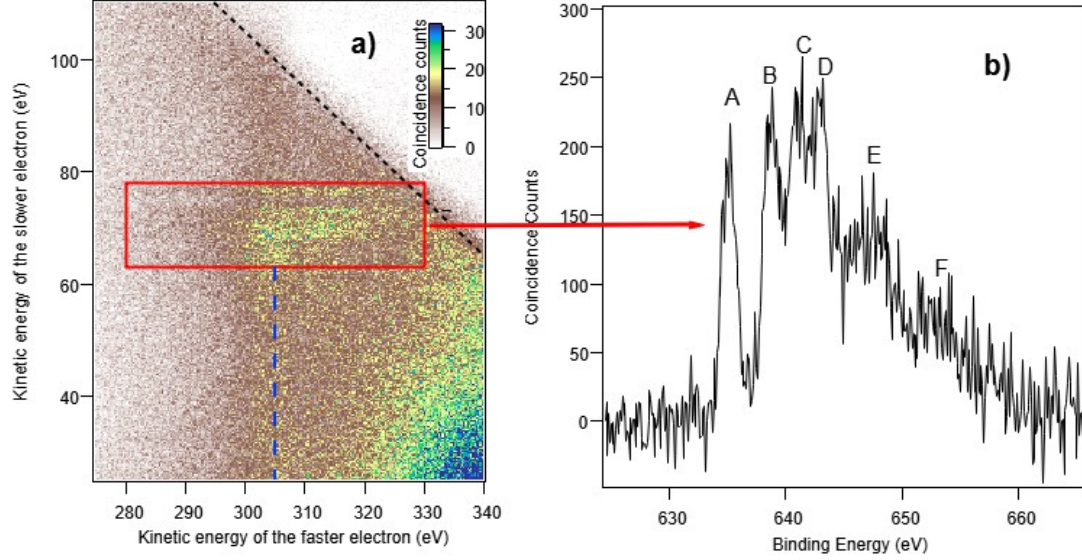 a)
Coincidence counts
30
20
10
0
Kinetic energy of the slower electron (eV)
100
80
60
40
280
290
300
310
320
330
340
Kinetic energy of the faster electron (eV)
b)
Coincidence Counts
300
250
200
150
100
50
0
A
B
C
D
E
F
630
640
650
660
Binding Energy (eV)